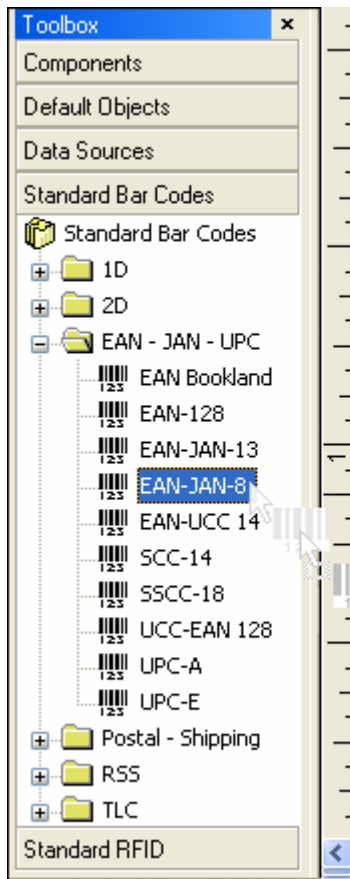 Toolbox
Components
Default Objects
Data Sources
Standard Bar Codes
Standard Bar Codes
1D
2D
EAN - JAN - UPC
EAN Bookland
EAN-128
EAN-JAN-13
EAN-JAN-8
EAN-UCC 14
SCC-14
SSCC-18
UCC-EAN 128
UPC-A
UPC-E
Postal - Shipping
RSS
TLC
Standard RFID
1